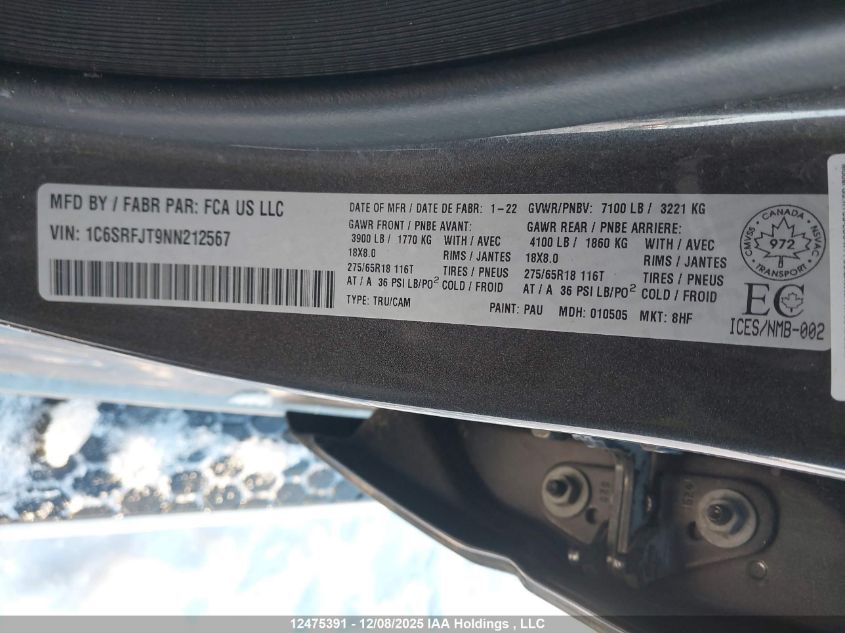 MFD BY / FABR PAR: FCA US LLC
VIN: 1C6SRFJT9NN212567
DATE OF MFR / DATE DE FABR: 1-22 GVWR/PNBV: 7100 LB / 3221 KG
GAWR FRONT / PNBE AVANT: GAWR REAR / PNBE ARRIERE:
3900 LB / 1770 KG WITH / AVEC 4100 LB / 1860 KG WITH / AVEC
18X8.0 RIMS / JANTES 18X8.0 RIMS / JANTES
275/65R18 116T TIRES / PNEUS 275/65R18 116T TIRES / PNEUS
AT / A 36 PSI LB/PO² COLD / FROID AT / A 36 PSI LB/PO² COLD / FROID
TYPE: TRU/CAM PAINT: PAU MDH: 010505 MKT: 8HF
CANADA
CMVSS 972 NSVAC
TRANSPORT
EC
ICES/NMB-002
12475391 - 12/08/2025 IAA Holdings , LLC